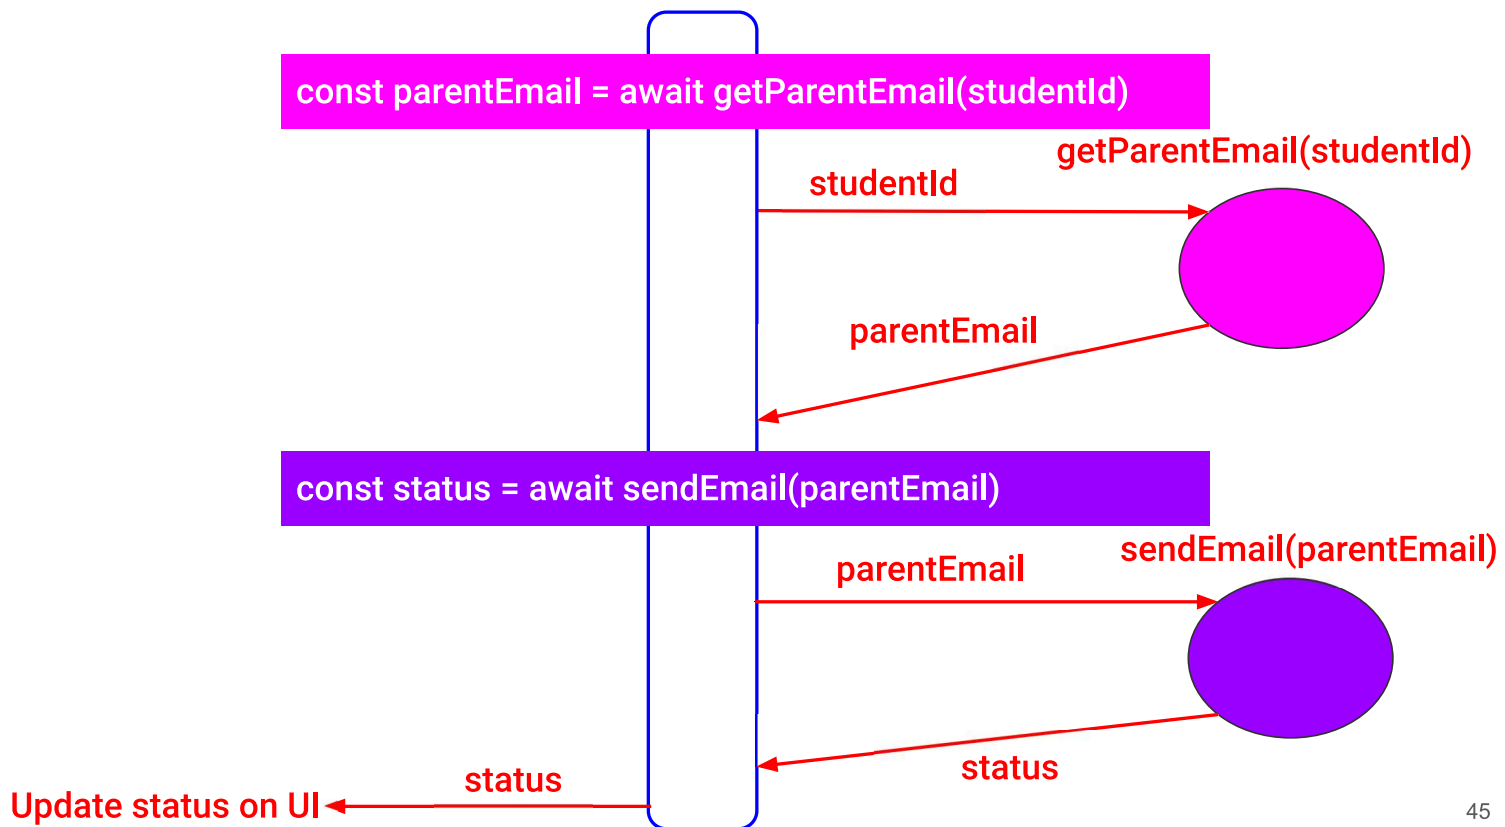 const parentEmail = await getParentEmail(studentId)
getParentEmail(studentId)
studentId
parentEmail
const status = await sendEmail(parentEmail)
sendEmail(parentEmail)
parentEmail
status
status
Update status on UI
45